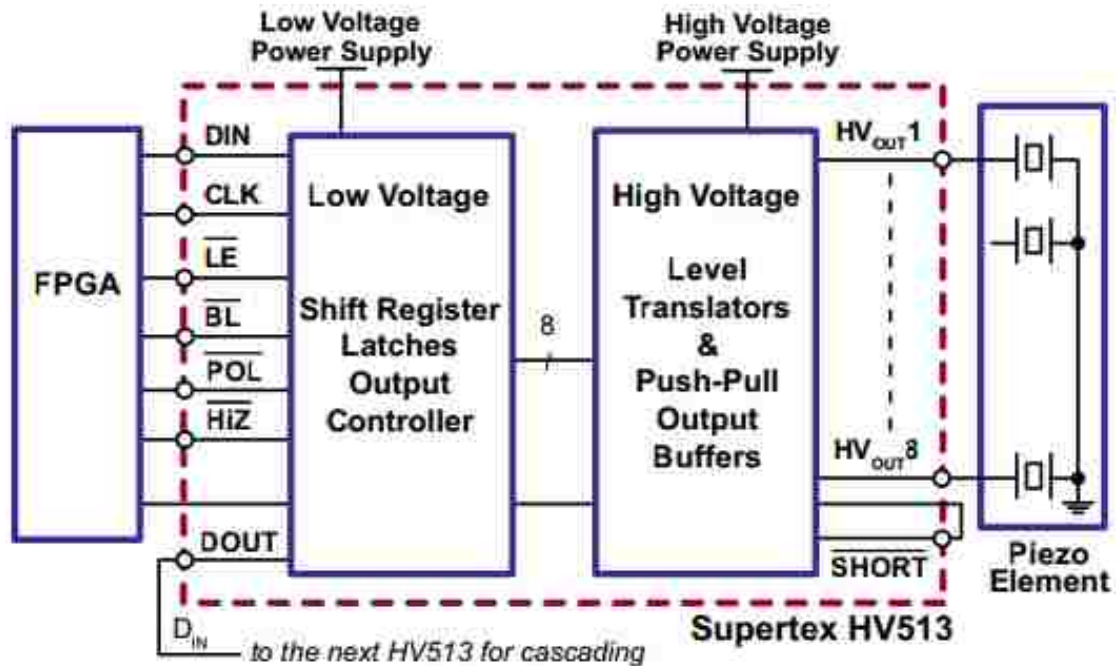 Low Voltage
Power Supply
High Voltage
Power Supply
FPGA
DIN
CLK
LE
BL
POL
HiZ
DOUT
Low Voltage
Shift Register
Latches
Output
Controller
8
High Voltage
Level
Translators
&
Push-Pull
Output
Buffers
HVOUT1
HVOUT8
SHORT
Piezo
Element
Supertex HV513
DIN
to the next HV513 for cascading